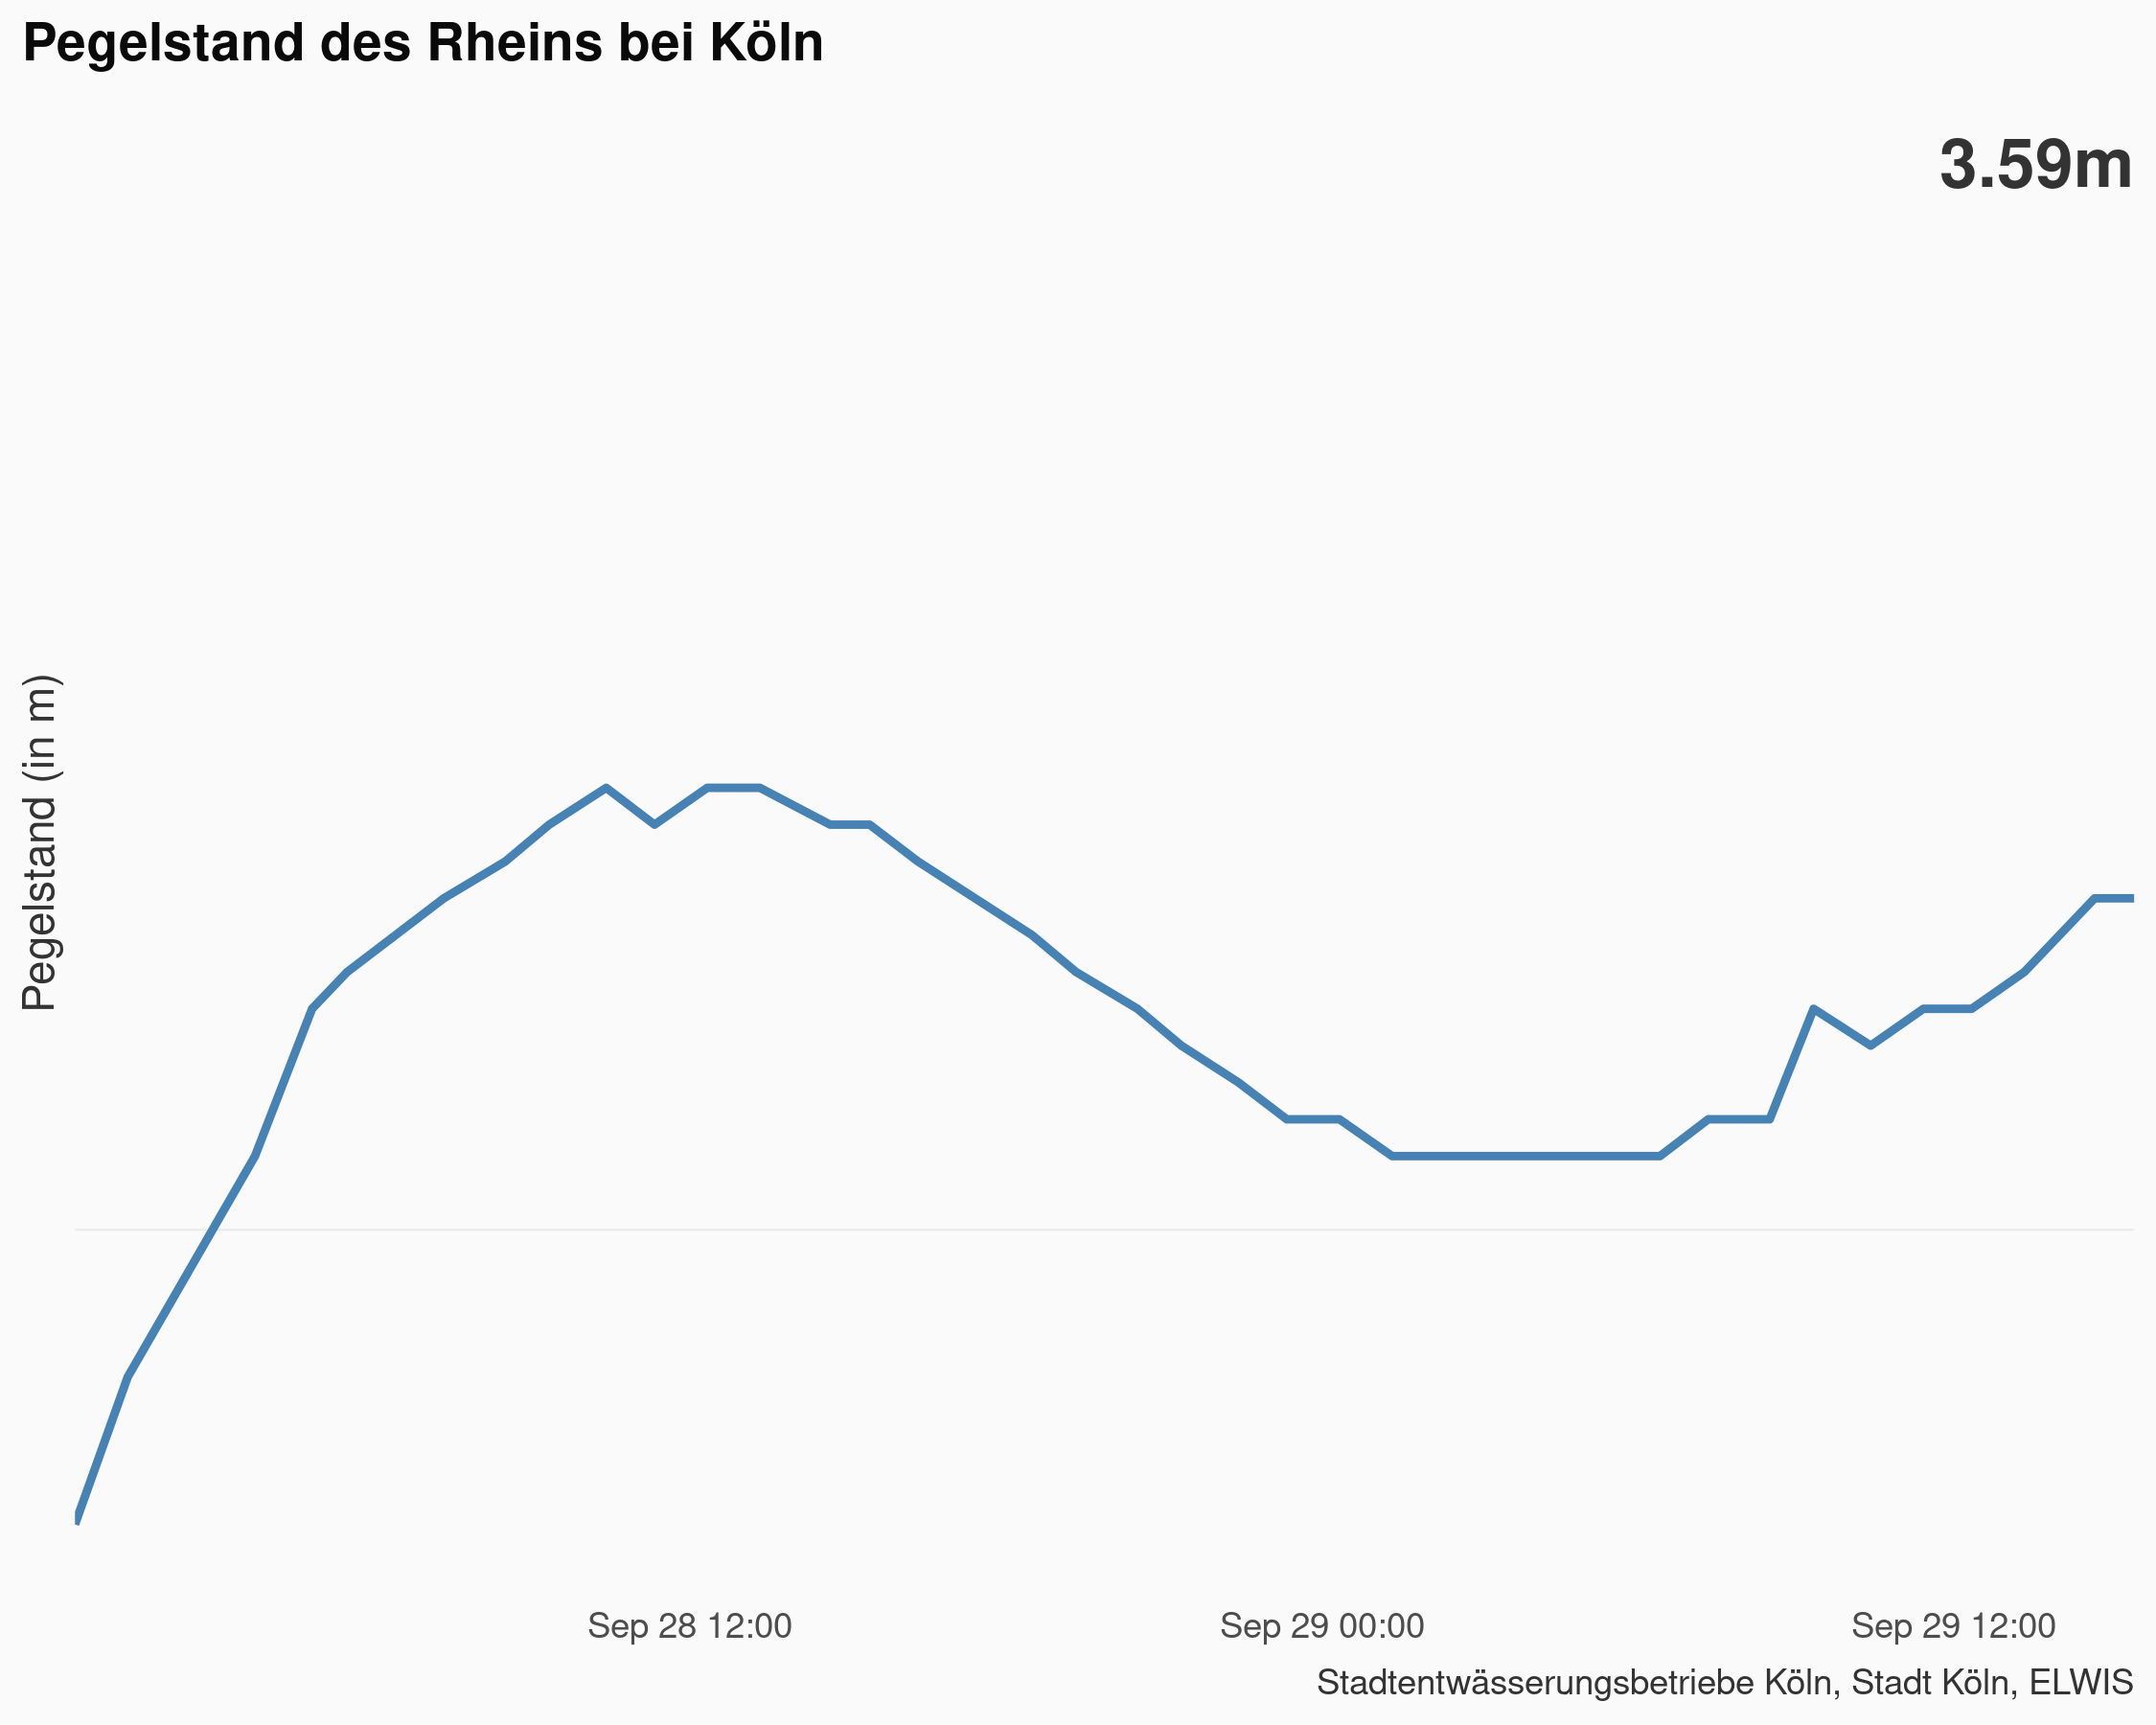 Pegelstand des Rheins bei Köln
3.59m
Pegelstand (in m)
Sep 28 12:00
Sep 29 00:00
Sep 29 12:00
Stadtentwässerungsbetriebe Köln, Stadt Köln, ELWIS